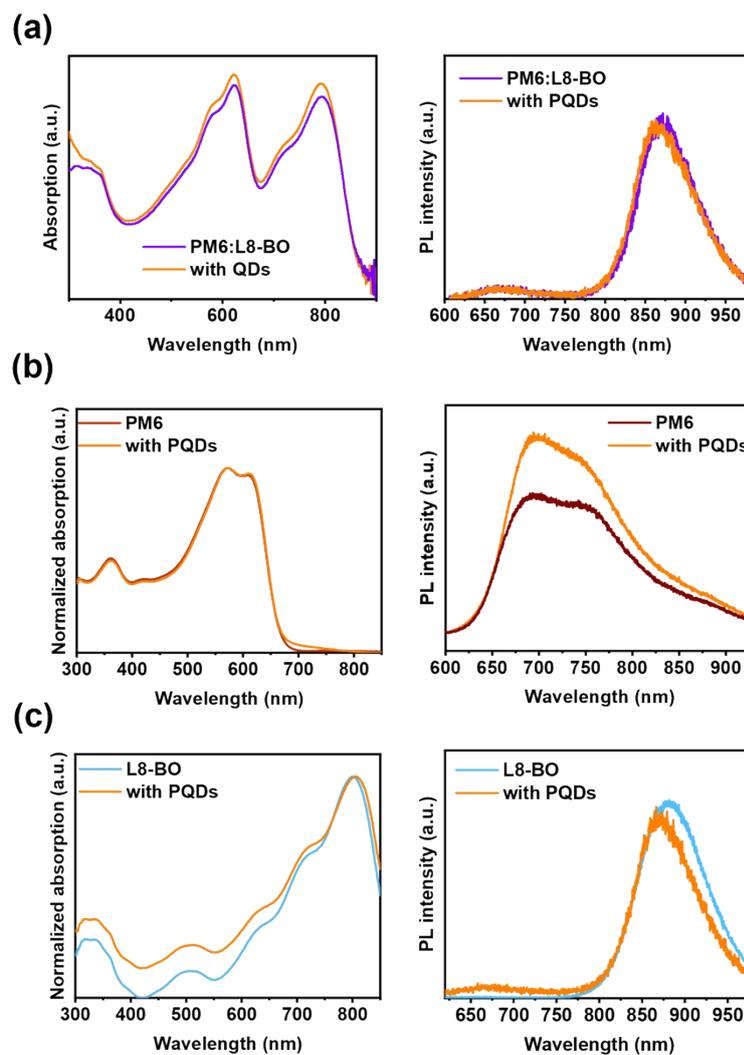 (a)
Absorption (a.u.)
PM6:L8-BO
with QDs
400
600
800
Wavelength (nm)
PL intensity (a.u.)
PM6:L8-BO
with PQDs
600
650
700
750
800
850
900
950
Wavelength (nm)
(b)
Normalized absorption (a.u.)
PM6
with PQDs
300
400
500
600
700
800
Wavelength (nm)
PL intensity (a.u.)
PM6
with PQDs
600
650
700
750
800
850
900
Wavelength (nm)
(c)
Normalized absorption (a.u.)
L8-BO
with PQDs
300
400
500
600
700
800
Wavelength (nm)
PL intensity (a.u.)
L8-BO
with PQDs
650
700
750
800
850
900
950
Wavelength (nm)